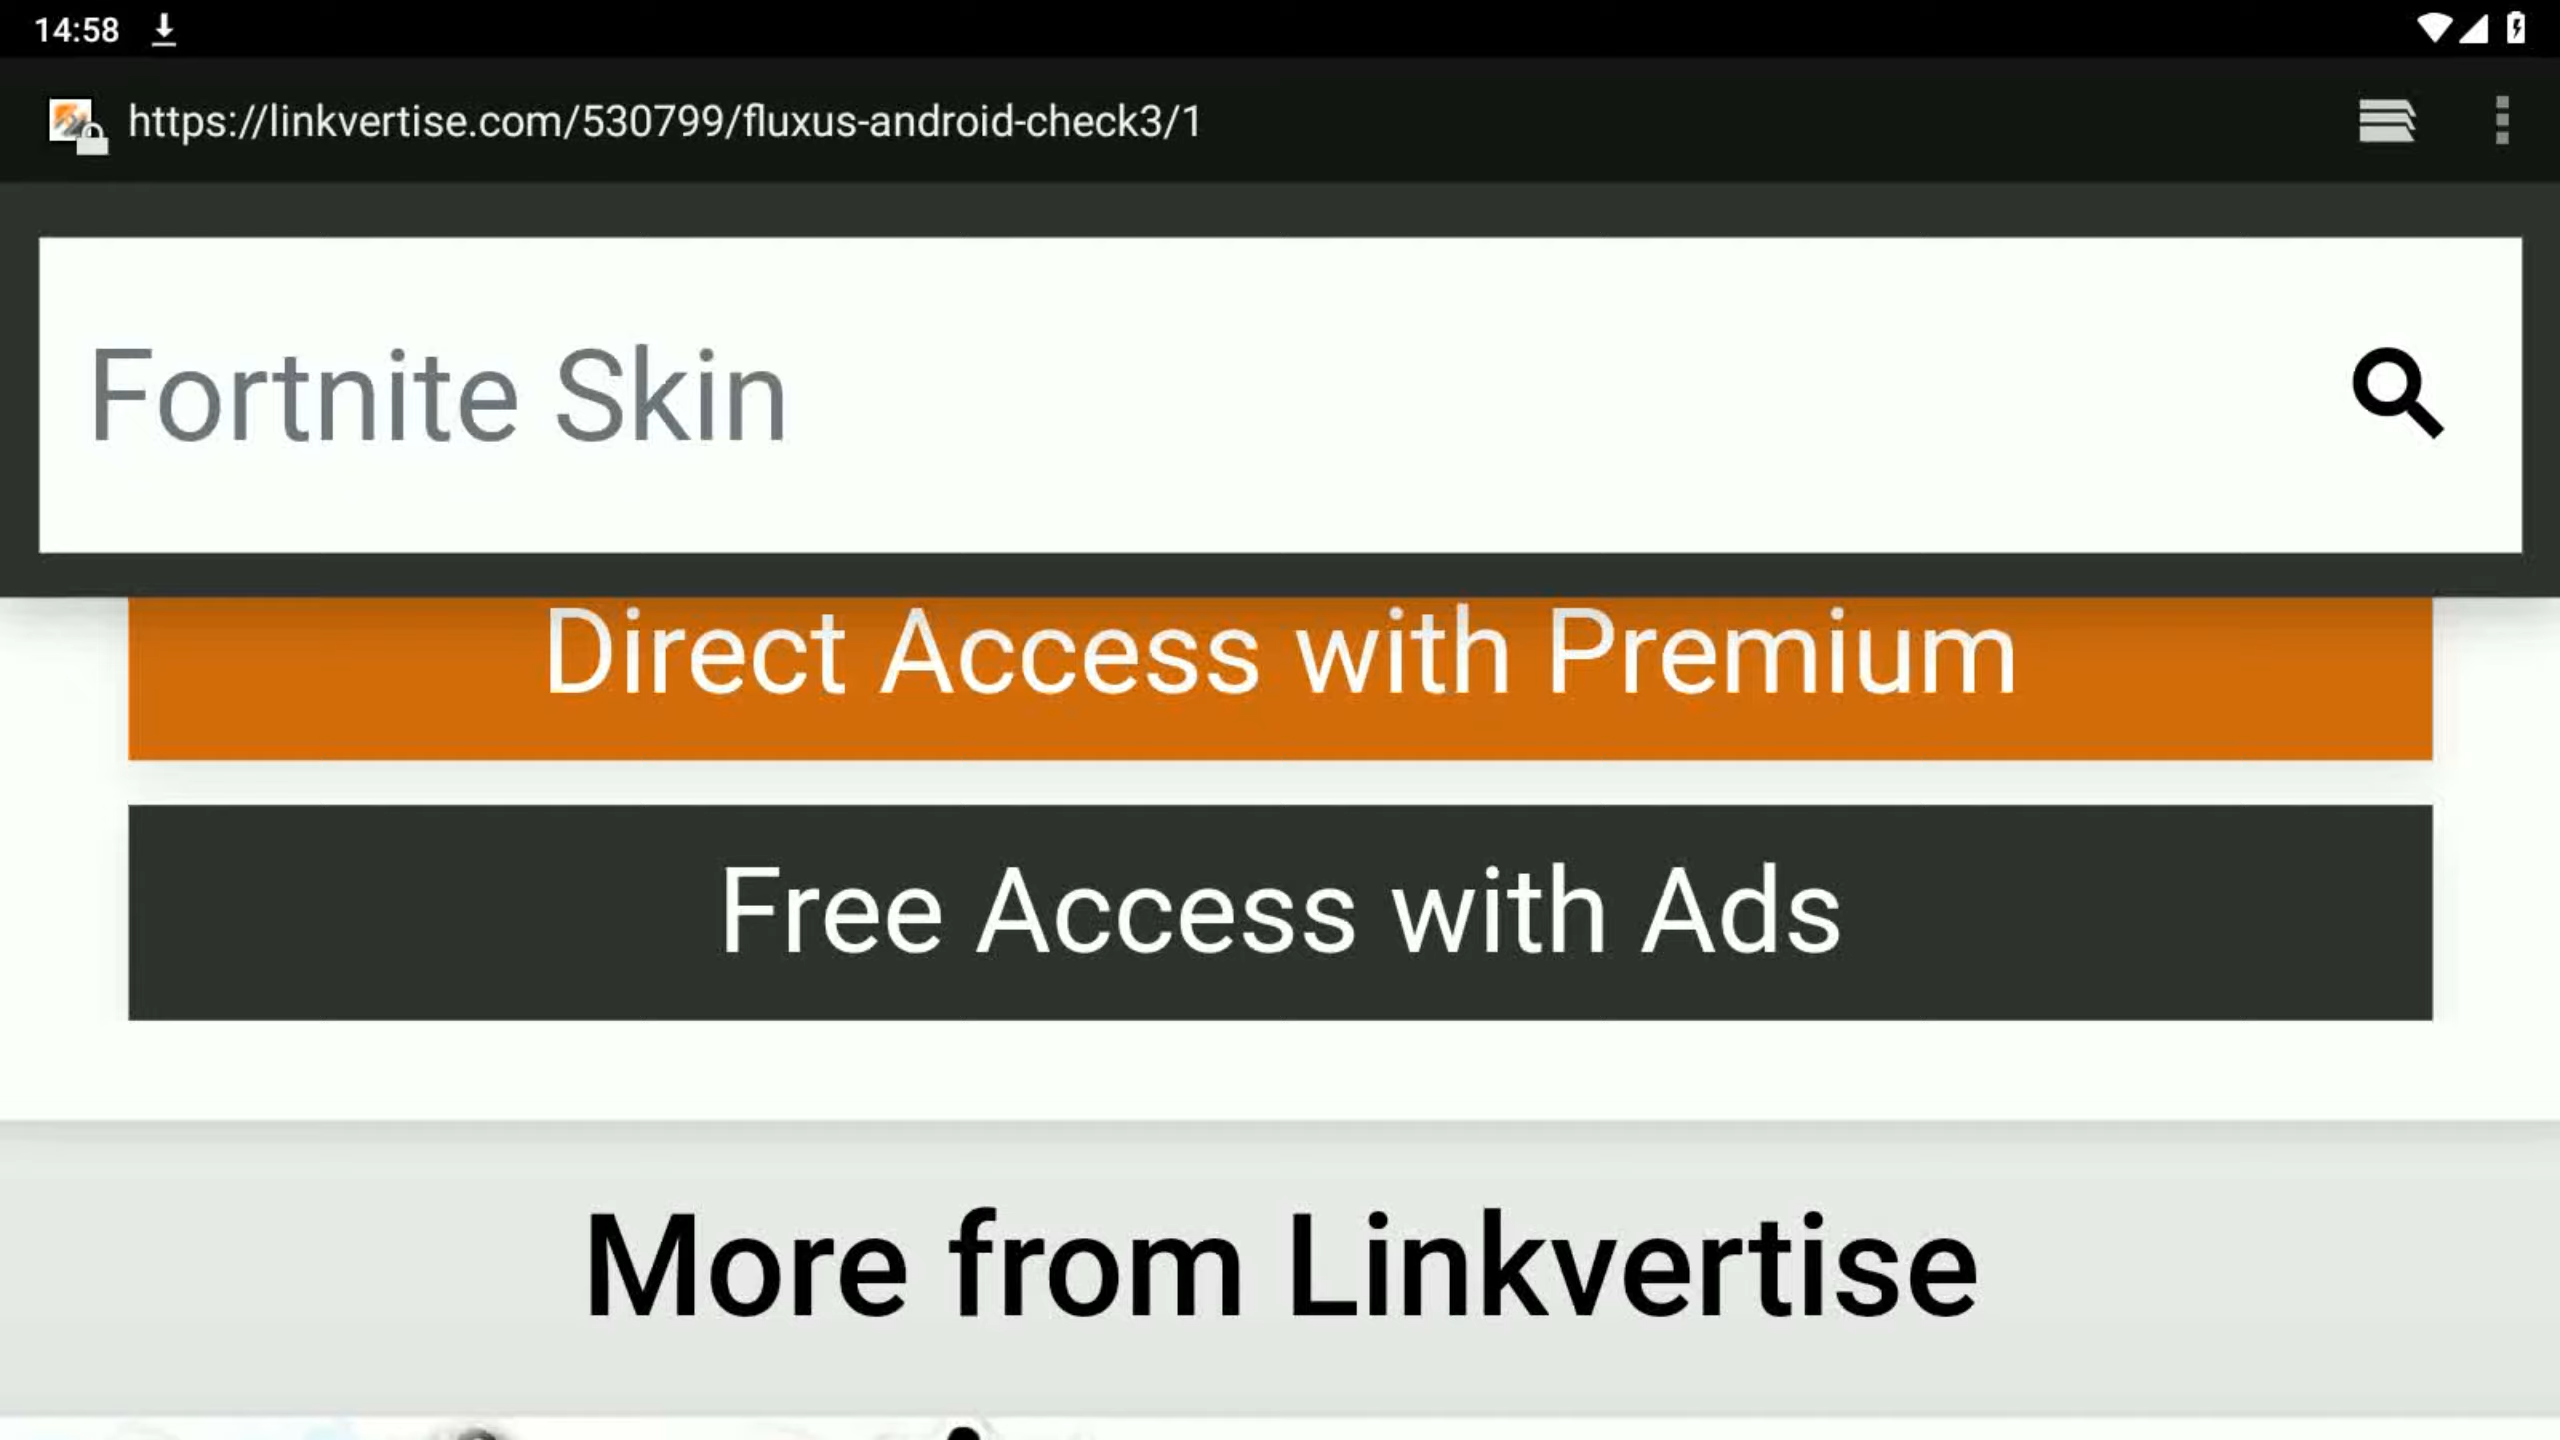 14:58
https://linkvertise.com/530799/fluxus-android-check3/1
Fortnite Skin
Direct Access with Premium
Free Access with Ads
More from Linkvertise